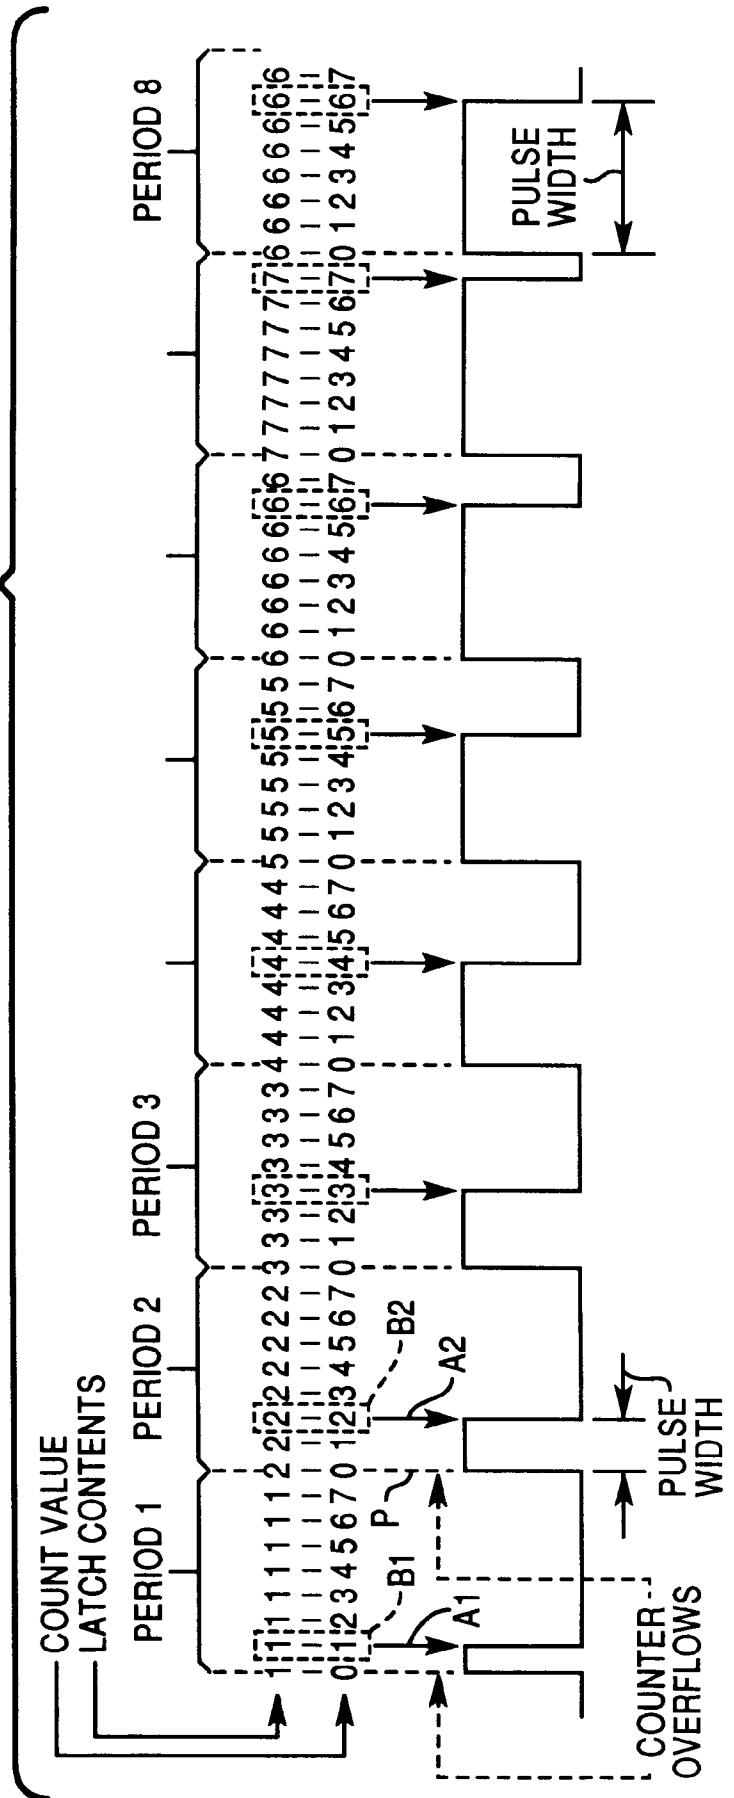 COUNT VALUE
LATCH CONTENTS
PERIOD 1 PERIOD 2 PERIOD 3 PERIOD 8
1 1 1 1 1 1 1 1 2 2 2 2 2 2 2 2 3 3 3 3 3 3 3 3 4 4 4 4 4 4 4 5 5 5 5 5 5 5 5 5 6 6 6 6 6 6 6 6 7 7 7 7 7 7 7 7 6 6 6 6 6 6 6 6
0 1 2 3 4 5 6 7 0 1 2 3 4 5 6 7 0 1 2 3 4 5 6 7 0 1 2 3 4 5 6 7 0 1 2 3 4 5 6 7 0 1 2 3 4 5 6 7 0 1 2 3 4 5 6 7 0 1 2 3 4 5 6 7
B1 P B2
A1 A2
COUNTER
OVERFLOWS
PULSE
WIDTH
PULSE
WIDTH